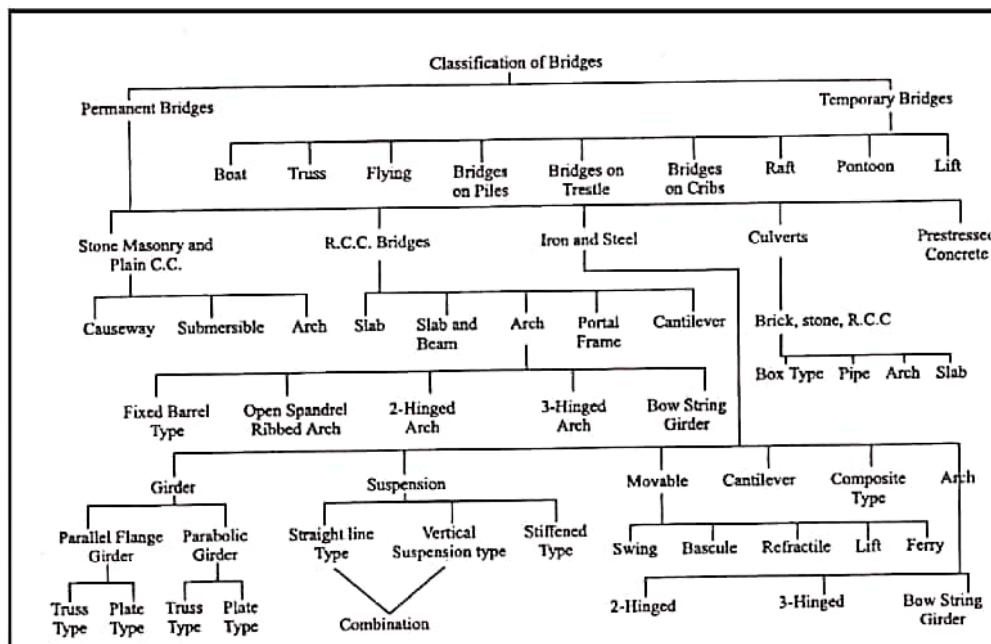 Classification of Bridges
Permanent Bridges
Temporary Bridges
Boat
Truss
Flying
Bridges
on Piles
Bridges on
Trestle
Bridges
on Cribs
Raft
Pontoon
Lift
Stone Masonry and
Plain C.C.
R.C.C. Bridges
Iron and Steel
Culverts
Prestressed
Concrete
Causeway
Submersible
Arch
Slab
Slab and
Beam
Arch
Portal
Frame
Cantilever
Brick, stone, R.C.C
Box Type
Pipe
Arch
Slab
Fixed Barrel
Type
Open Spandrel
Ribbed Arch
2-Hinged
Arch
3-Hinged
Arch
Bow String
Girder
Girder
Suspension
Movable
Cantilever
Composite
Type
Arch
Parallel Flange
Girder
Parabolic
Girder
Straight line
Type
Vertical
Suspension type
Stiffened
Type
Swing
Bascule
Refractile
Lift
Ferry
Truss
Type
Plate
Type
Truss
Type
Plate
Type
Combination
2-Hinged
3-Hinged
Bow String
Girder